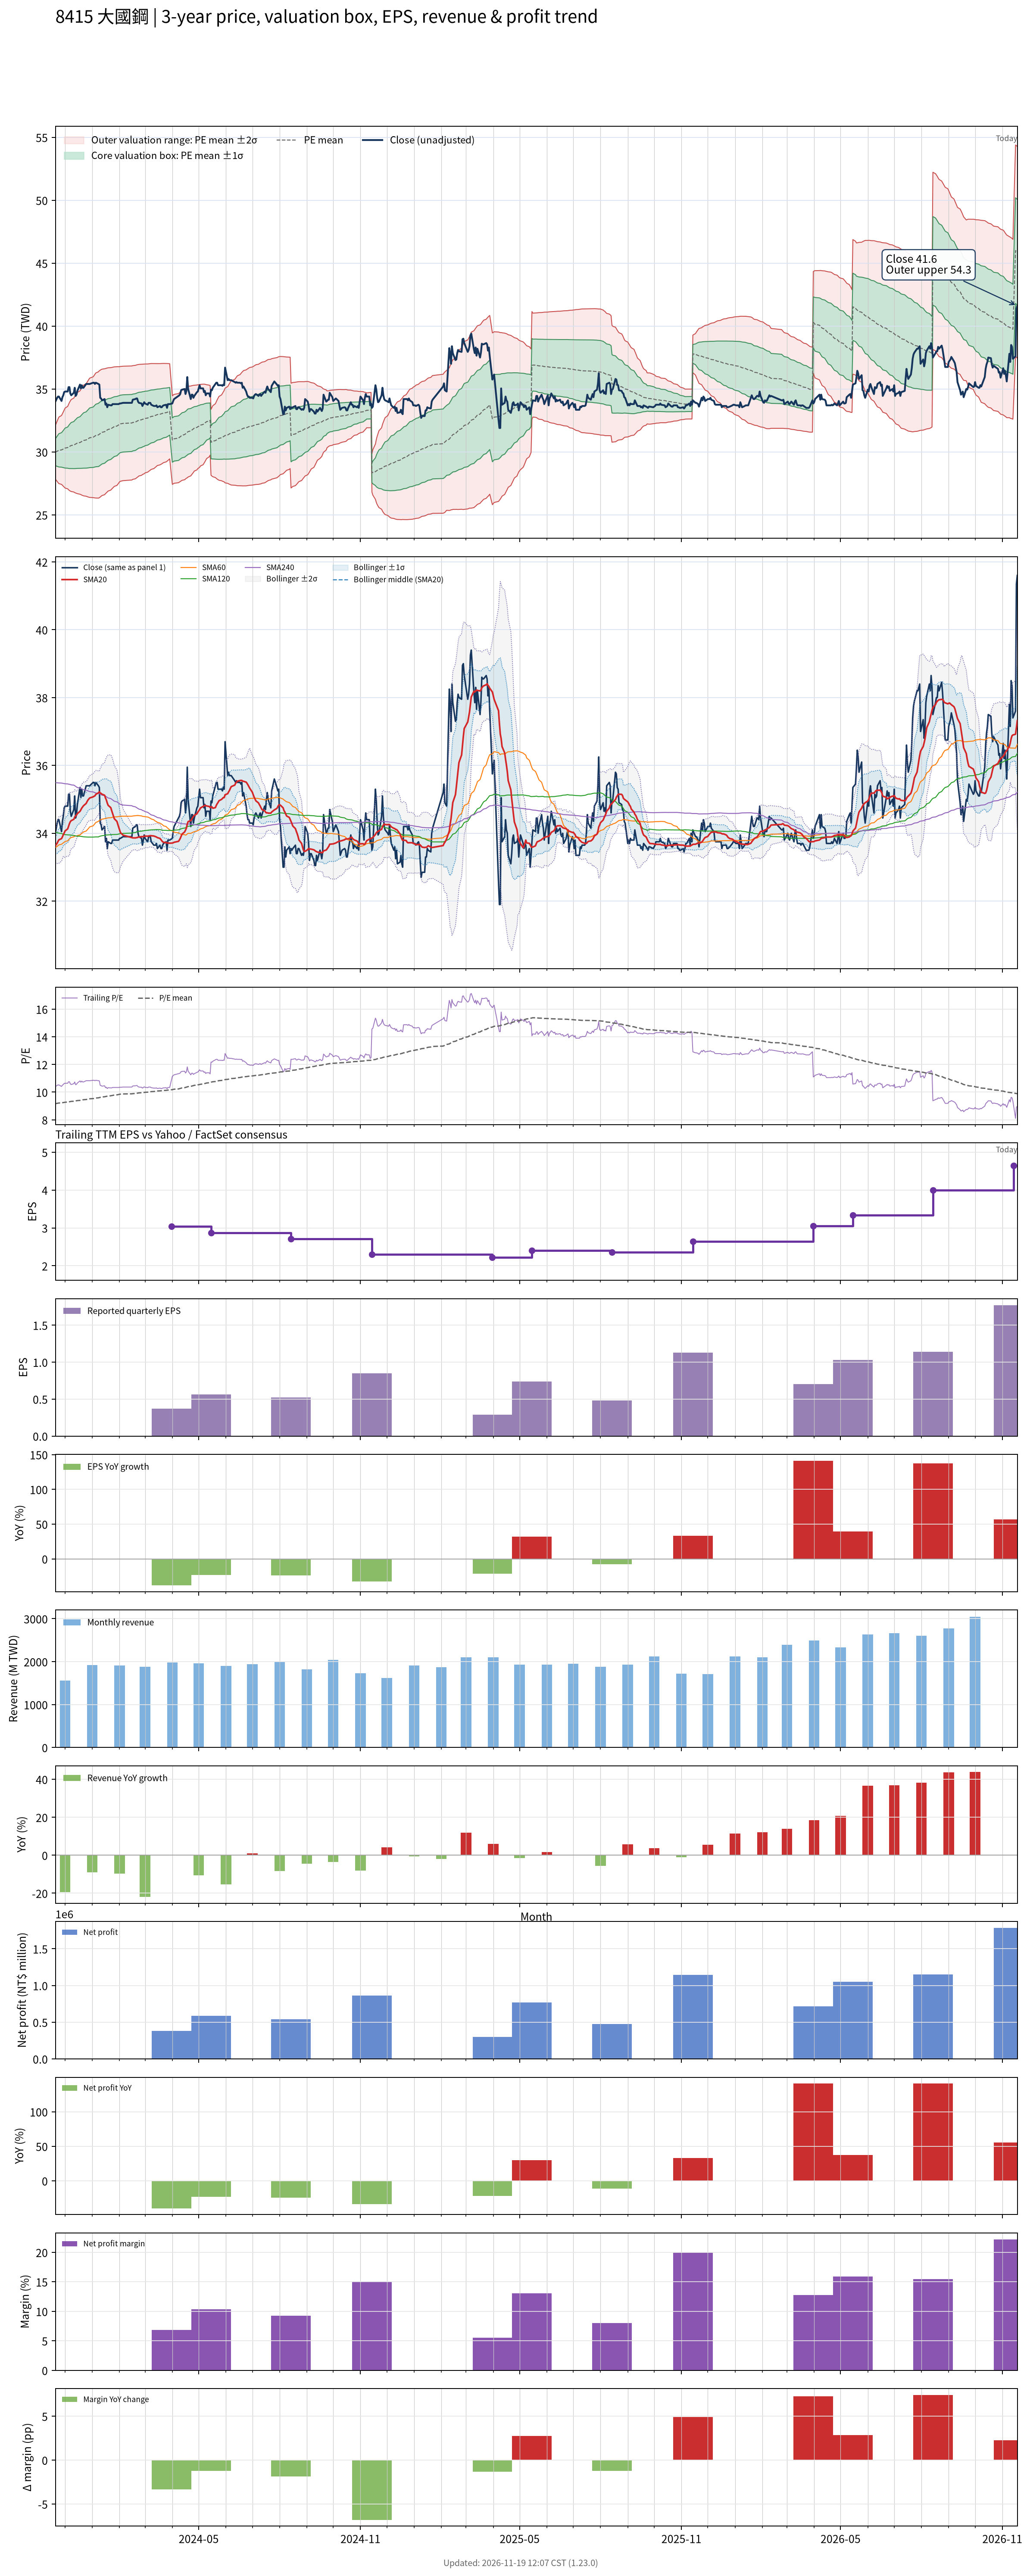 8415 大國鋼 | 3-year price, valuation box, EPS, revenue & profit trend
Outer valuation range: PE mean ±2σ
Core valuation box: PE mean ±1σ
PE mean
Close (unadjusted)
Today
Close 41.6
Outer upper 54.3
Price (TWD)
55
50
45
40
35
30
25
Close (same as panel 1)
SMA20
SMA60
SMA120
SMA240
Bollinger ±2σ
Bollinger ±1σ
Bollinger middle (SMA20)
Price
42
40
38
36
34
32
Trailing P/E
P/E mean
P/E
16
14
12
10
8
Trailing TTM EPS vs Yahoo / FactSet consensus
Today
EPS
5
4
3
2
Reported quarterly EPS
EPS
1.5
1.0
0.5
0.0
EPS YoY growth
YoY (%)
150
100
50
0
Monthly revenue
Revenue (M TWD)
3000
2000
1000
0
Revenue YoY growth
YoY (%)
40
20
0
-20
Month
1e6
Net profit
Net profit (NT$ million)
1.5
1.0
0.5
0.0
Net profit YoY
YoY (%)
100
50
0
Net profit margin
Margin (%)
20
15
10
5
0
Margin YoY change
Δ margin (pp)
5
0
-5
2024-05
2024-11
2025-05
2025-11
2026-05
2026-11
Updated: 2026-11-19 12:07 CST (1.23.0)